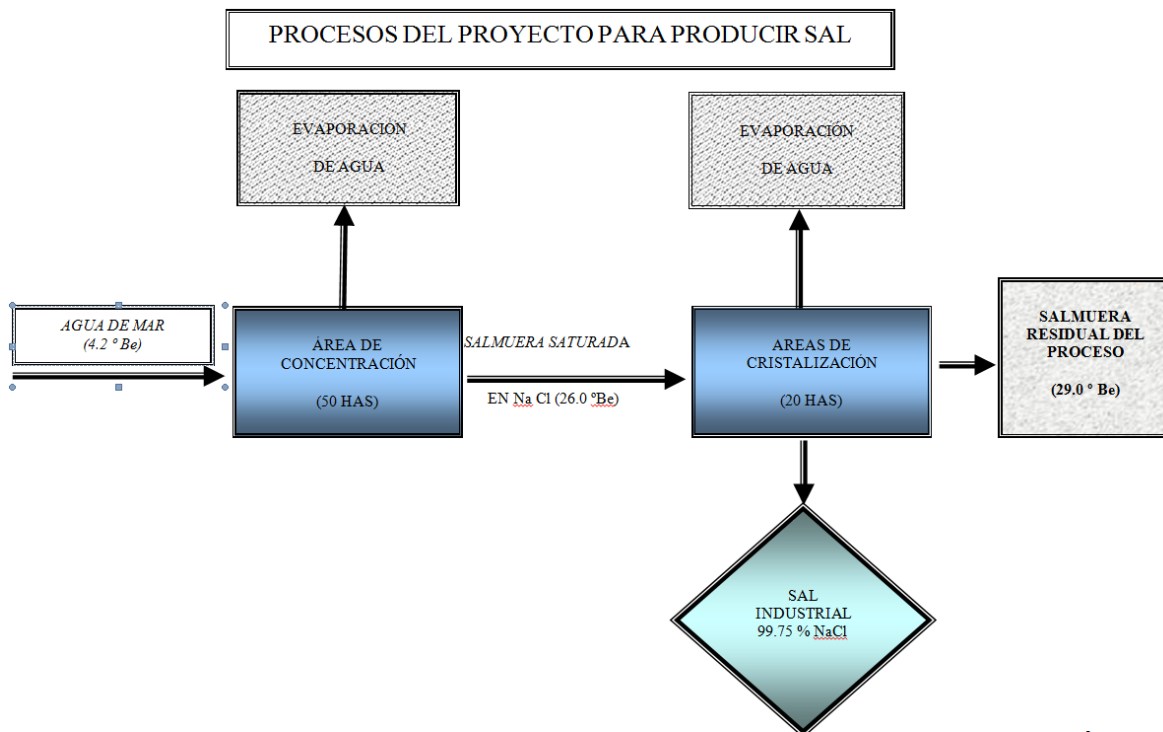 PROCESOS DEL PROYECTO PARA PRODUCIR SAL
EVAPORACIÓN
DE AGUA
EVAPORACIÓN
DE AGUA
AGUA DE MAR
(4.2 º Be)
ÁREA DE
CONCENTRACIÓN
(50 HAS)
SALMUERA SATURADA
EN Na Cl (26.0 ºBe)
AREAS DE
CRISTALIZACIÓN
(20 HAS)
SALMUERA
RESIDUAL DEL
PROCESO
(29.0 º Be)
SAL
INDUSTRIAL
99.75 % NaCl